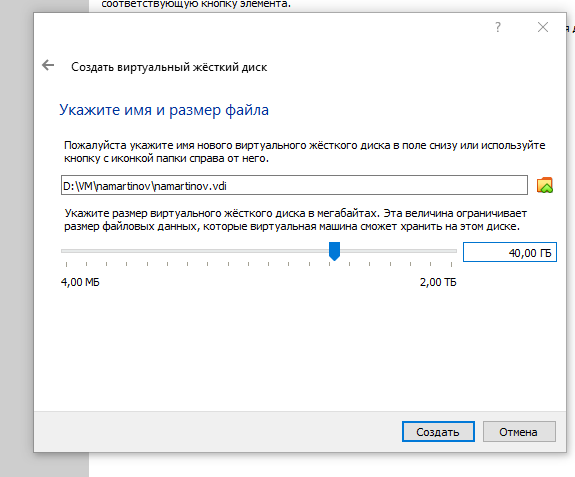 соответствующую кнопку элемента.
?
Создать виртуальный жёсткий диск
Укажите имя и размер файла
Пожалуйста укажите имя нового виртуального жёсткого диска в поле снизу или используйте
кнопку с иконкой папки справа от него.
D:\VM\namartinov\namartinov.vdi
Укажите размер виртуального жёсткого диска в мегабайтах. Эта величина ограничивает
размер файловых данных, которые виртуальная машина сможет хранить на этом диске.
40,00 ГБ
4,00 МБ
2,00 ТБ
Создать
Отмена